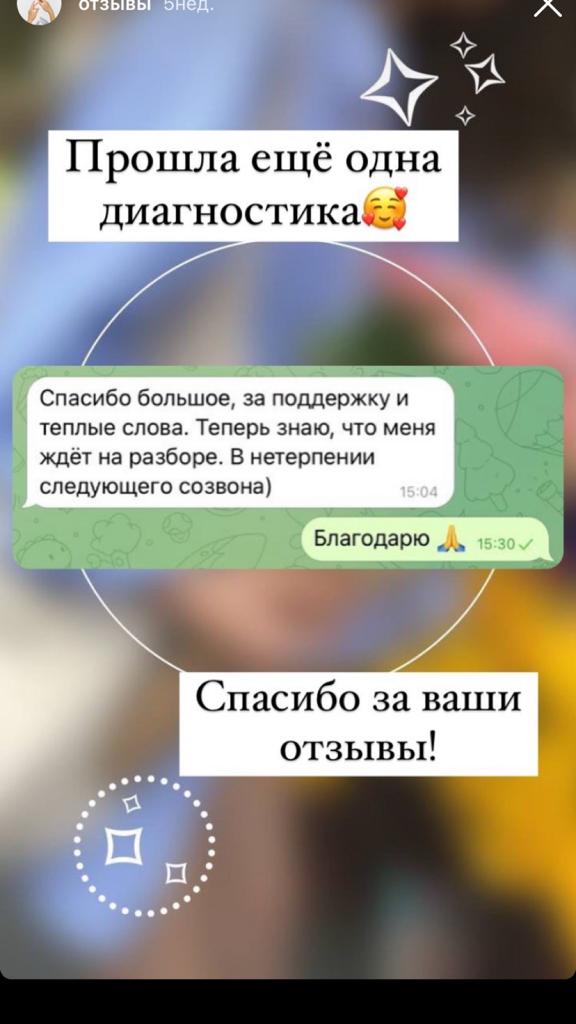 отзывы 5нед.
Прошла ещё одна
диагностика🥰
Спасибо большое, за поддержку и
теплые слова. Теперь знаю, что меня
ждёт на разборе. В нетерпении
следующего созвона)
15:04
Благодарю 🙏 15:30
Спасибо за ваши
отзывы!